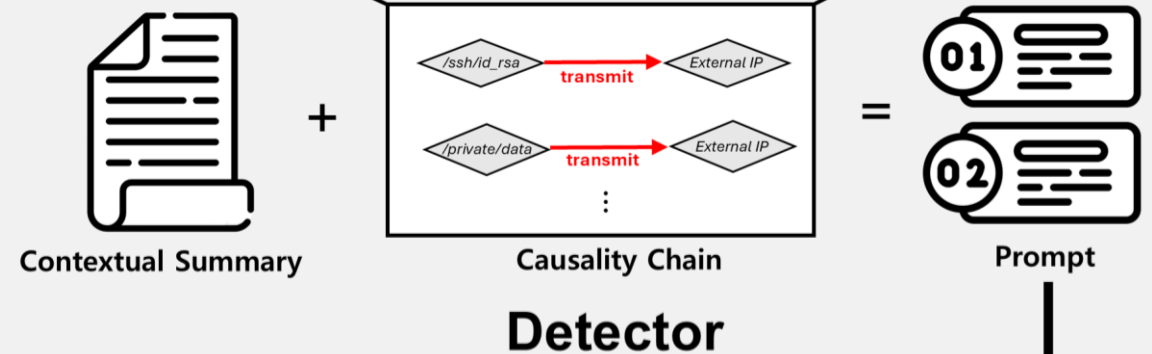 /ssh/id_rsa
transmit
External IP
01
+
=
/private/data
transmit
External IP
⋮
02
Contextual Summary
Causality Chain
Prompt
Detector